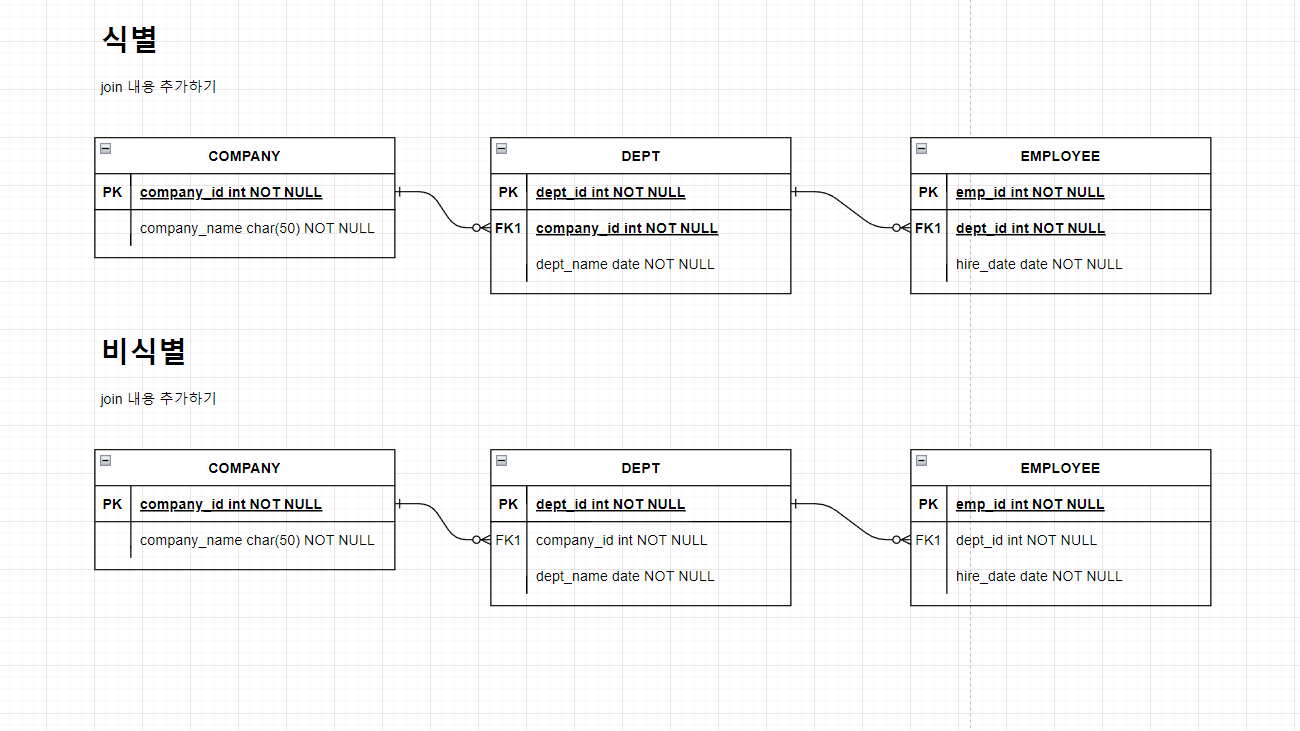 식별
join 내용 추가하기
COMPANY
PK company_id int NOT NULL
company_name char(50) NOT NULL
DEPT
PK dept_id int NOT NULL
FK1 company_id int NOT NULL
dept_name date NOT NULL
EMPLOYEE
PK emp_id int NOT NULL
FK1 dept_id int NOT NULL
hire_date date NOT NULL
비식별
join 내용 추가하기
COMPANY
PK company_id int NOT NULL
company_name char(50) NOT NULL
DEPT
PK dept_id int NOT NULL
FK1 company_id int NOT NULL
dept_name date NOT NULL
EMPLOYEE
PK emp_id int NOT NULL
FK1 dept_id int NOT NULL
hire_date date NOT NULL